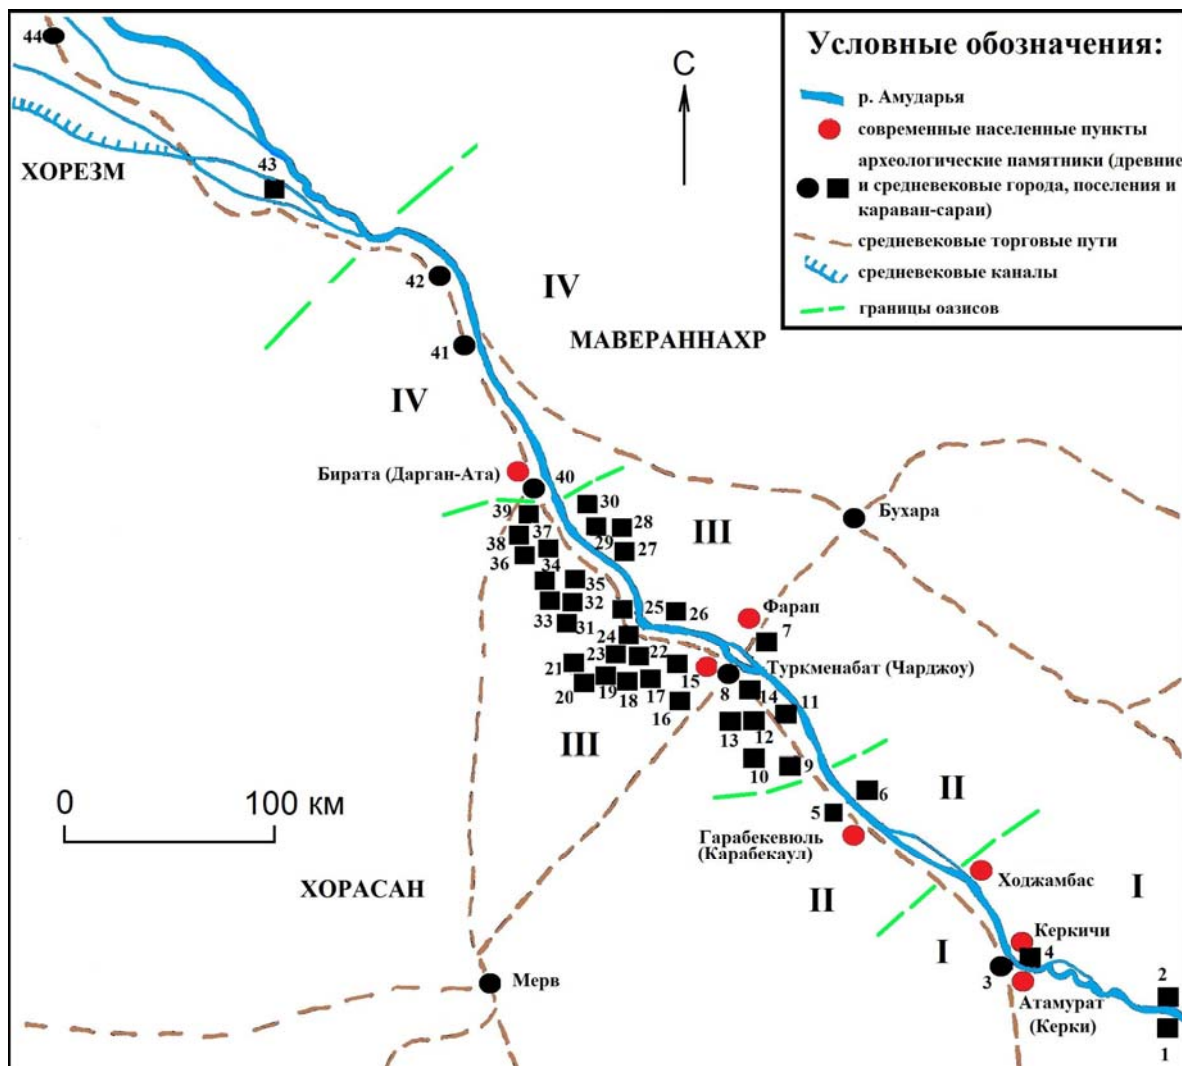 Условные обозначения:
р. Амударья
современные населенные пункты
археологические памятники (древние
и средневековые города, поселения и
караван-сараи)
средневековые торговые пути
средневековые каналы
границы оазисов
С
44
43
ХОРЕЗМ
42
IV
41
МАВЕРАННАХР
IV
Бирата (Дарган-Ата)
40
39
30
Бухара
38
37
29
28
III
36
34
27
35
Фарап
33
32
25
26
7
31
24
21
23
22
Туркменабат (Чарджоу)
20
19
18
17
15
8
14
11
16
13
12
III
10
9
0
100 км
5
6
II
Гарабекевюль
(Карабекаул)
Ходжамбас
ХОРАСАН
II
I
Керкичи
I
4
Мерв
3
2
Атамурат
(Керки)
1